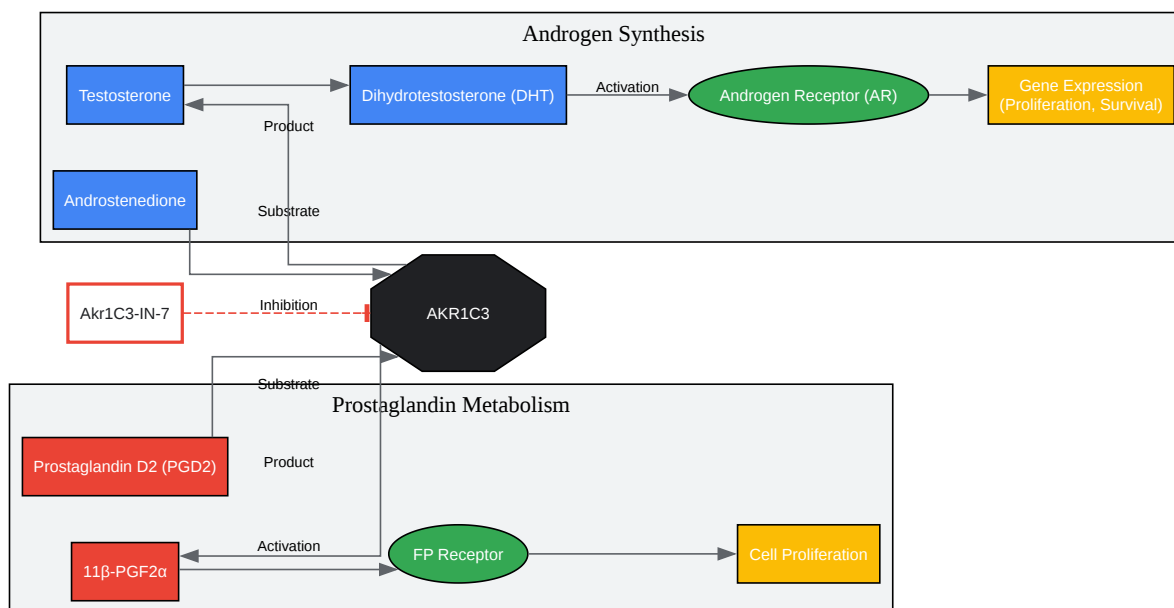 Androgen Synthesis
Testosterone
Dihydrotestosterone (DHT)
Activation
Androgen Receptor (AR)
Gene Expression
(Proliferation, Survival)
Product
Androstenedione
Substrate
Akr1C3-IN-7
Inhibition
AKR1C3
Substrate
Prostaglandin Metabolism
Prostaglandin D2 (PGD2)
Product
Activation
FP Receptor
Cell Proliferation
11β-PGF2α